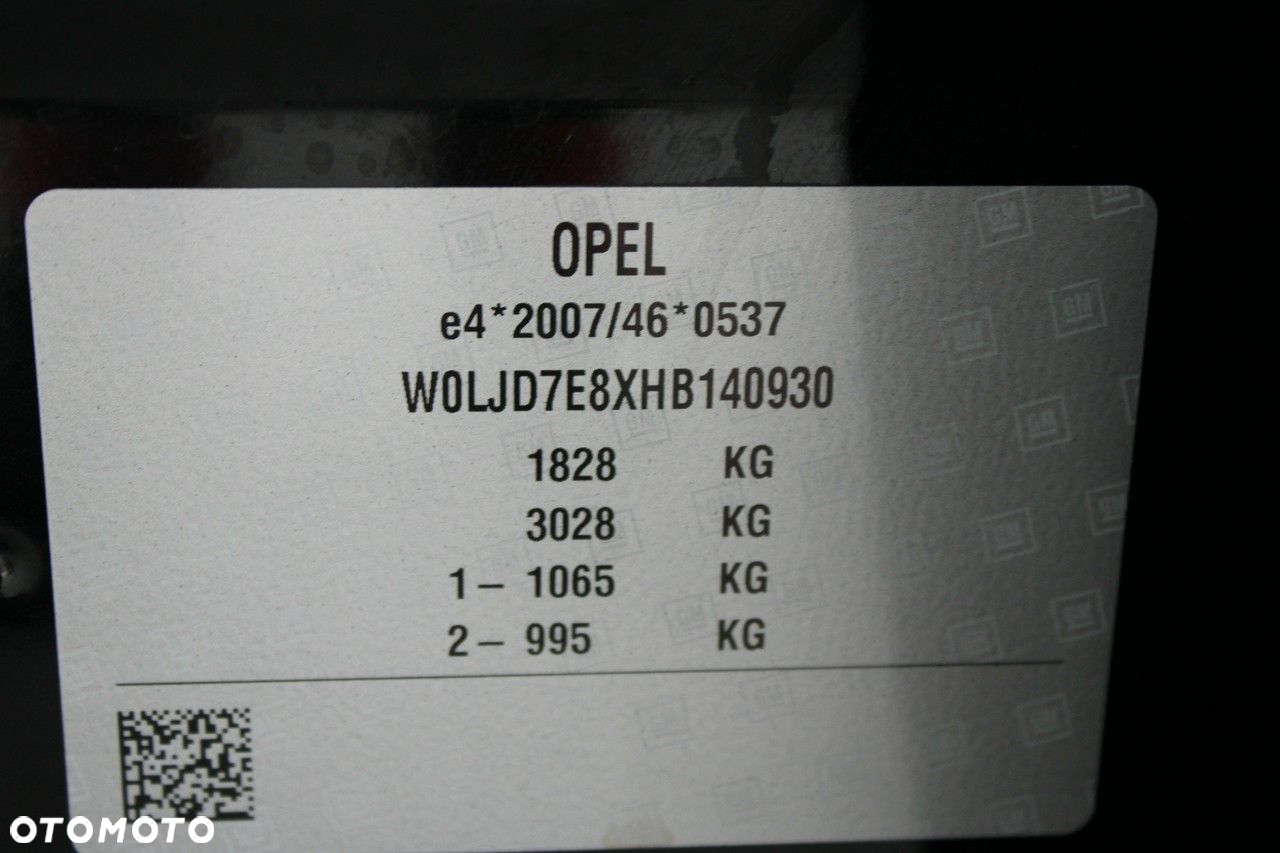 OPEL
e4*2007/46*0537
W0LJD7E8XHB140930
1828 KG
3028 KG
1– 1065 KG
2– 995 KG
OTOMOTO